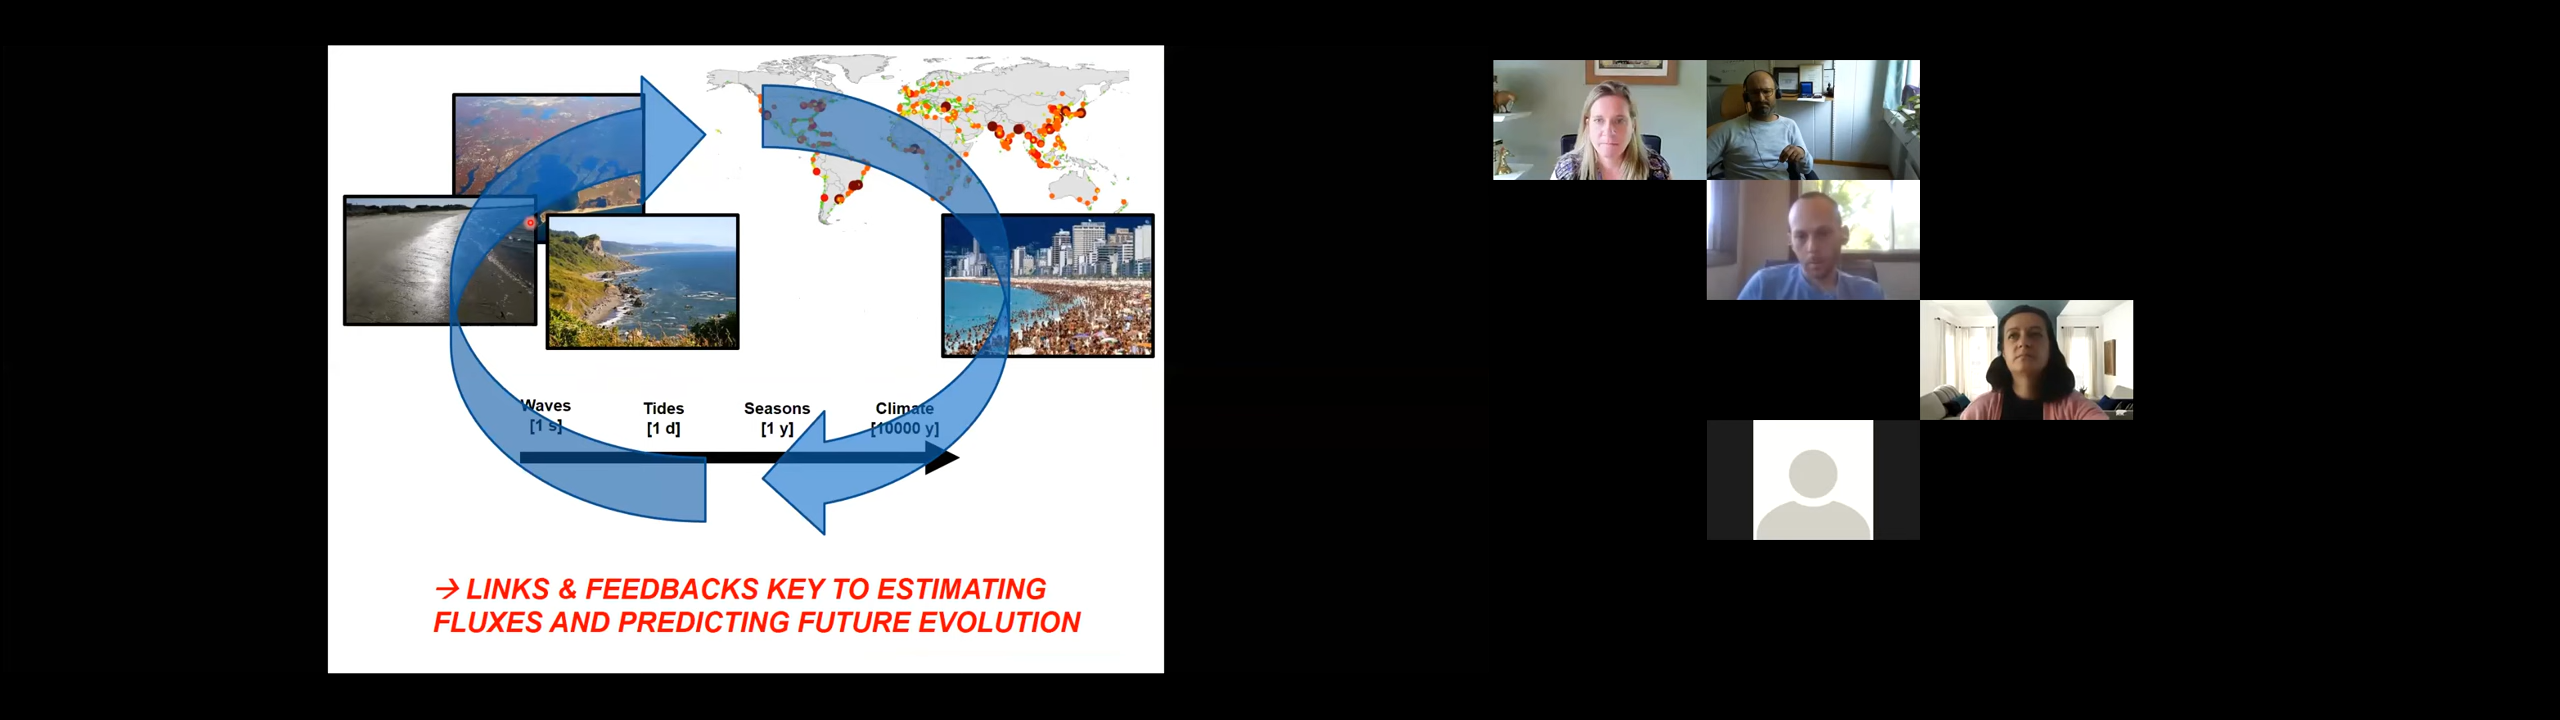 Waves
[1 s]
Tides
[1 d]
Seasons
[1 y]
Climate
[10000 y]
→ LINKS & FEEDBACKS KEY TO ESTIMATING
FLUXES AND PREDICTING FUTURE EVOLUTION